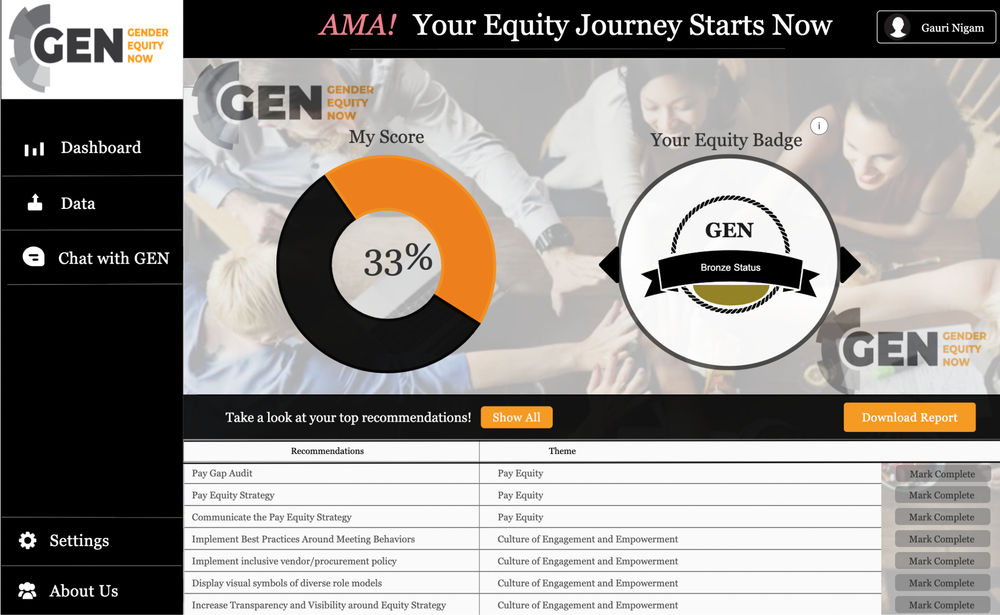 GEN
GENDER
EQUITY
NOW
AMA! Your Equity Journey Starts Now
Gauri Nigam
Dashboard
Data
Chat with GEN
Settings
About Us
GEN
GENDER
EQUITY
NOW
My Score
33%
Your Equity Badge
i
GEN
Bronze Status
GEN
GENDER
EQUITY
NOW
Take a look at your top recommendations!
Show All
Download Report
Recommendations Theme
Pay Gap Audit Pay Equity Mark Complete
Pay Equity Strategy Pay Equity Mark Complete
Communicate the Pay Equity Strategy Pay Equity Mark Complete
Implement Best Practices Around Meeting Behaviors Culture of Engagement and Empowerment Mark Complete
Implement inclusive vendor/procurement policy Culture of Engagement and Empowerment Mark Complete
Display visual symbols of diverse role models Culture of Engagement and Empowerment Mark Complete
Increase Transparency and Visibility around Equity Strategy Culture of Engagement and Empowerment Mark Complete